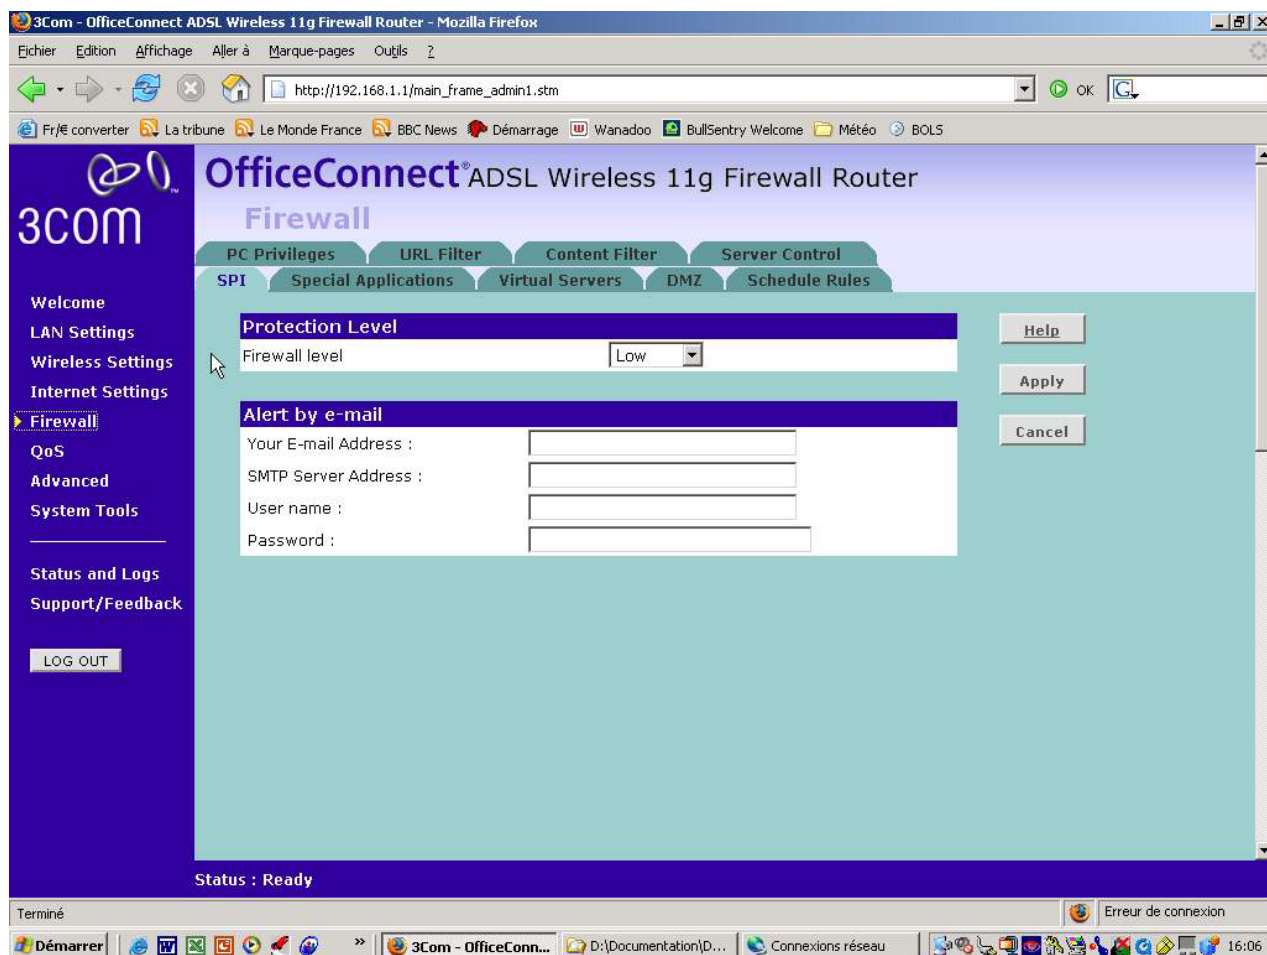 3Com - OfficeConnect ADSL Wireless 11g Firewall Router - Mozilla Firefox
Fichier Edition Affichage Aller à Marque-pages Outils ?
http://192.168.1.1/main_frame_admin1.stm OK G
Fr/€ converter La tribune Le Monde France BBC News Démarrage Wanadoo BullSentry Welcome Météo BOLS
3COM
OfficeConnect® ADSL Wireless 11g Firewall Router
Firewall
PC Privileges URL Filter Content Filter Server Control
SPI Special Applications Virtual Servers DMZ Schedule Rules
Welcome
LAN Settings
Wireless Settings
Internet Settings
Firewall
QoS
Advanced
System Tools
Status and Logs
Support/Feedback
LOG OUT
Protection Level
Firewall level Low
Alert by e-mail
Your E-mail Address :
SMTP Server Address :
User name :
Password :
Help
Apply
Cancel
Status : Ready
Terminé Erreur de connexion
Démarrer » 3Com - OfficeConn... D:\Documentation\D... Connexions réseau 16:06